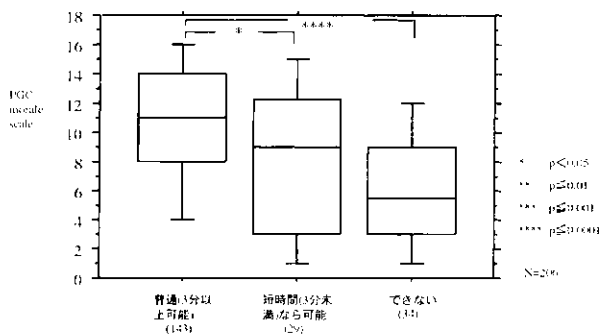 18
16
14
12
10
8
6
4
2
0
PGC
morale
scale
*
****
* p≦0.05
** p≦0.01
*** p≦0.001
**** p≦0.0001
N=206
普通(3分以
上可能)
(143)
短時間(3分未
満)なら可能
(29)
できない
(34)